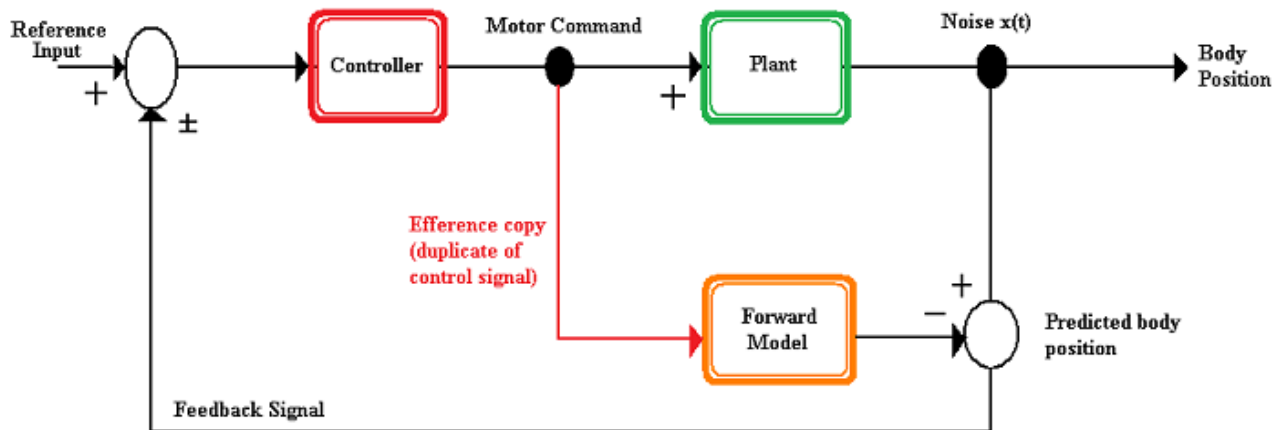 Reference
Input
+
±
Controller
Motor Command
+
Plant
Noise x(t)
Body
Position
Efference copy
(duplicate of
control signal)
Forward
Model
−
+
Predicted body
position
Feedback Signal